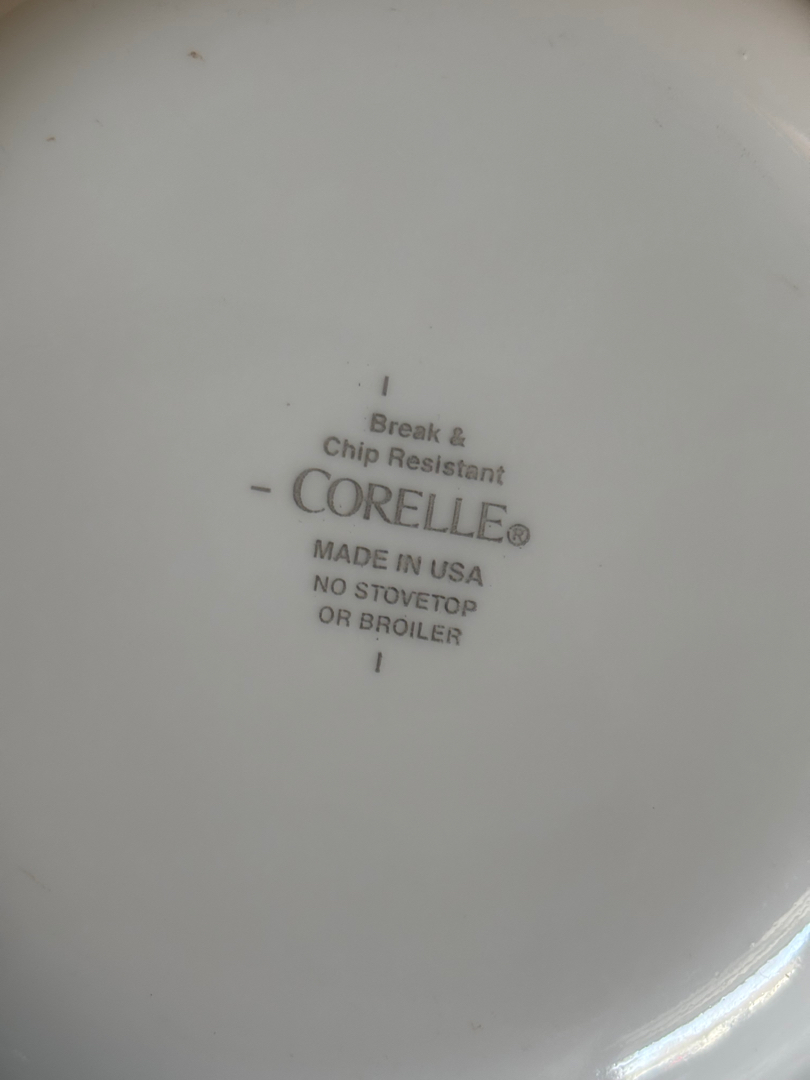 Break &
Chip Resistant
CORELLE®
MADE IN USA
NO STOVETOP
OR BROILER